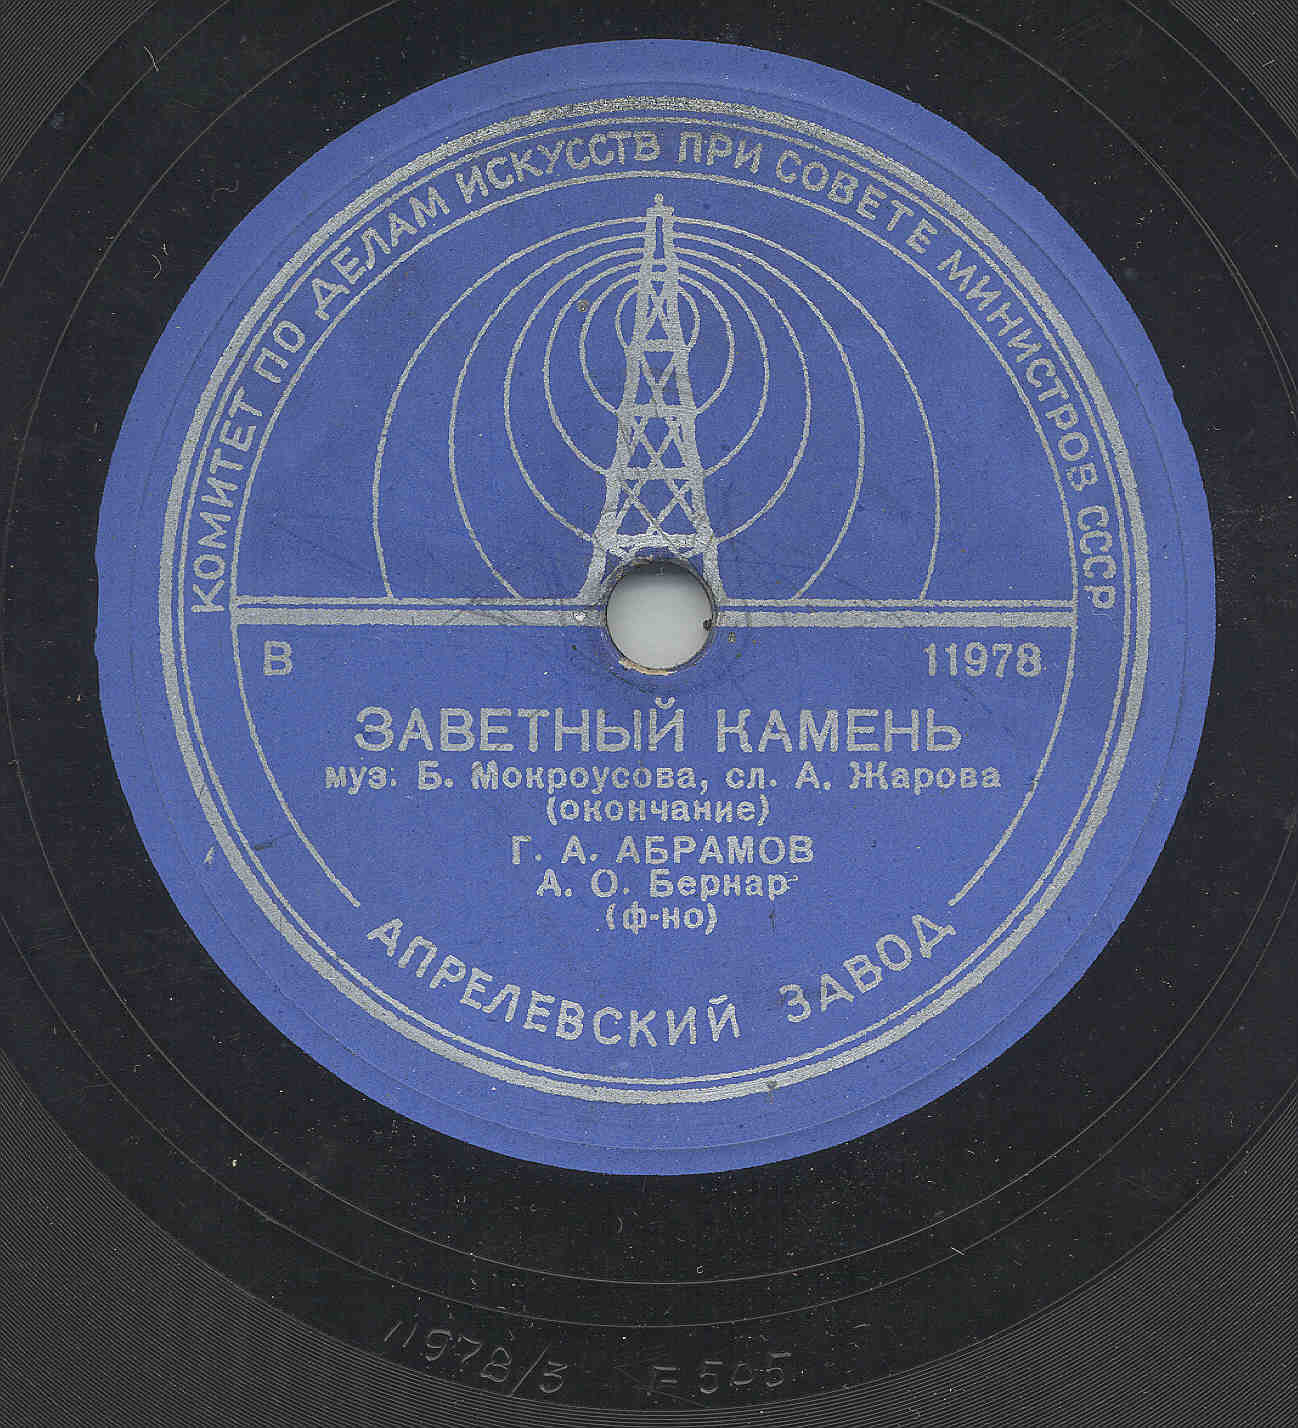 КОМИТЕТ ПО ДЕЛАМ ИСКУССТВ ПРИ СОВЕТЕ МИНИСТРОВ СССР
В 11978
ЗАВЕТНЫЙ КАМЕНЬ
муз: Б. Мокроусова, сл. А. Жарова
(окончание)
Г. А. АБРАМОВ
А. О. Бернар
(ф-но)
АПРЕЛЕВСКИЙ ЗАВОД
11978/3 F 505